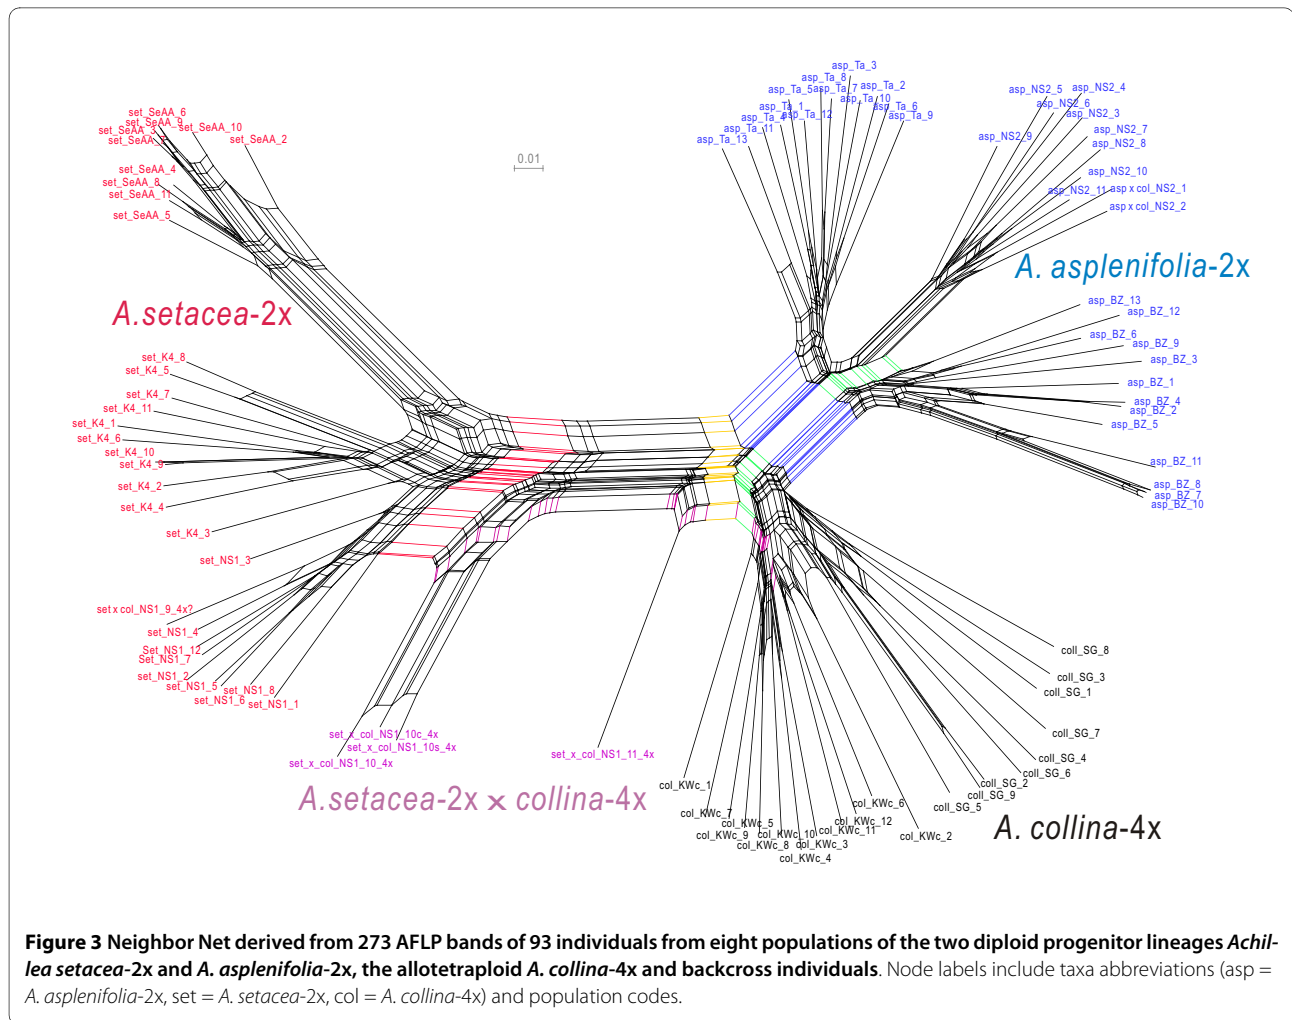 set_SeAA_6
set_SeAA_9
set_SeAA_3
set_SeAA_10
set_SeAA_2
set_SeAA_4
set_SeAA_8
set_SeAA_11
set_SeAA_5
0.01
asp_Ta_3
asp_Ta_8
asp_Ta_7
asp_Ta_2
asp_Ta_5
asp_Ta_10
asp_Ta_1
asp_Ta_6
asp_Ta_4
asp_Ta_12
asp_Ta_9
asp_Ta_11
asp_Ta_13
asp_NS2_5
asp_NS2_4
asp_NS2_6
asp_NS2_3
asp_NS2_7
asp_NS2_9
asp_NS2_8
asp_NS2_10
asp_NS2_11
asp x col_NS2_1
asp x col_NS2_2
A. asplenifolia-2x
A.setacea-2x
asp_BZ_13
asp_BZ_12
asp_BZ_6
asp_BZ_9
asp_BZ_3
asp_BZ_1
asp_BZ_4
asp_BZ_2
asp_BZ_5
asp_BZ_11
asp_BZ_8
asp_BZ_7
asp_BZ_10
set_K4_8
set_K4_5
set_K4_7
set_K4_11
set_K4_1
set_K4_6
set_K4_10
set_K4_9
set_K4_2
set_K4_4
set_K4_3
set_NS1_3
set x col_NS1_9_4x?
set_NS1_4
Set_NS1_12
Set_NS1_7
set_NS1_2
set_NS1_5
set_NS1_8
set_NS1_6
set_NS1_1
set_x_col_NS1_10c_4x
set_x_col_NS1_10s_4x
set_x_col_NS1_10_4x
set_x_col_NS1_11_4x
A.setacea-2x x collina-4x
coll_SG_8
coll_SG_3
coll_SG_1
coll_SG_7
coll_SG_4
coll_SG_6
coll_SG_2
coll_SG_9
coll_SG_5
col_KWc_1
col_KWc_6
col_KWc_7
col_KWc_5
col_KWc_12
col_KWc_9
col_KWc_10
col_KWc_11
col_KWc_2
col_KWc_8
col_KWc_3
col_KWc_4
A. collina-4x
Figure 3 Neighbor Net derived from 273 AFLP bands of 93 individuals from eight populations of the two diploid progenitor lineages Achil-
lea setacea-2x and A. asplenifolia-2x, the allotetraploid A. collina-4x and backcross individuals. Node labels include taxa abbreviations (asp =
A. asplenifolia-2x, set = A. setacea-2x, col = A. collina-4x) and population codes.